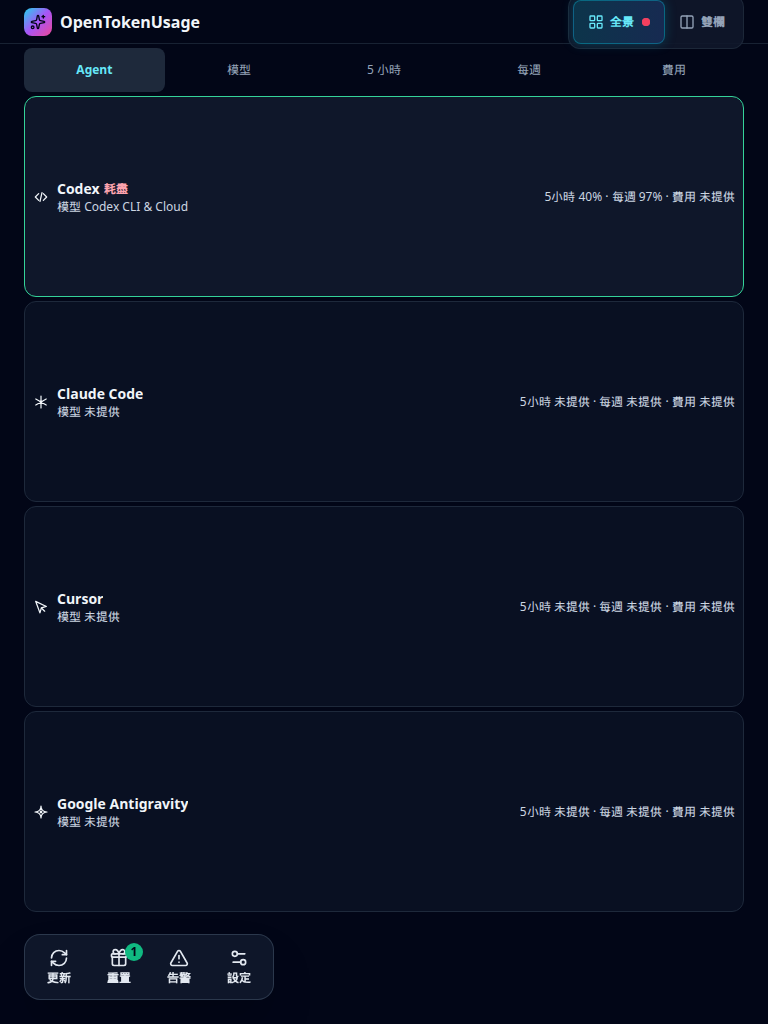 OpenTokenUsage
全景
雙欄
Agent
模型
5 小時
每週
費用
Codex 耗盡
模型 Codex CLI & Cloud
5小時 40% · 每週 97% · 費用 未提供
Claude Code
模型 未提供
5小時 未提供 · 每週 未提供 · 費用 未提供
Cursor
模型 未提供
5小時 未提供 · 每週 未提供 · 費用 未提供
Google Antigravity
模型 未提供
5小時 未提供 · 每週 未提供 · 費用 未提供
1
更新
重置
告警
設定